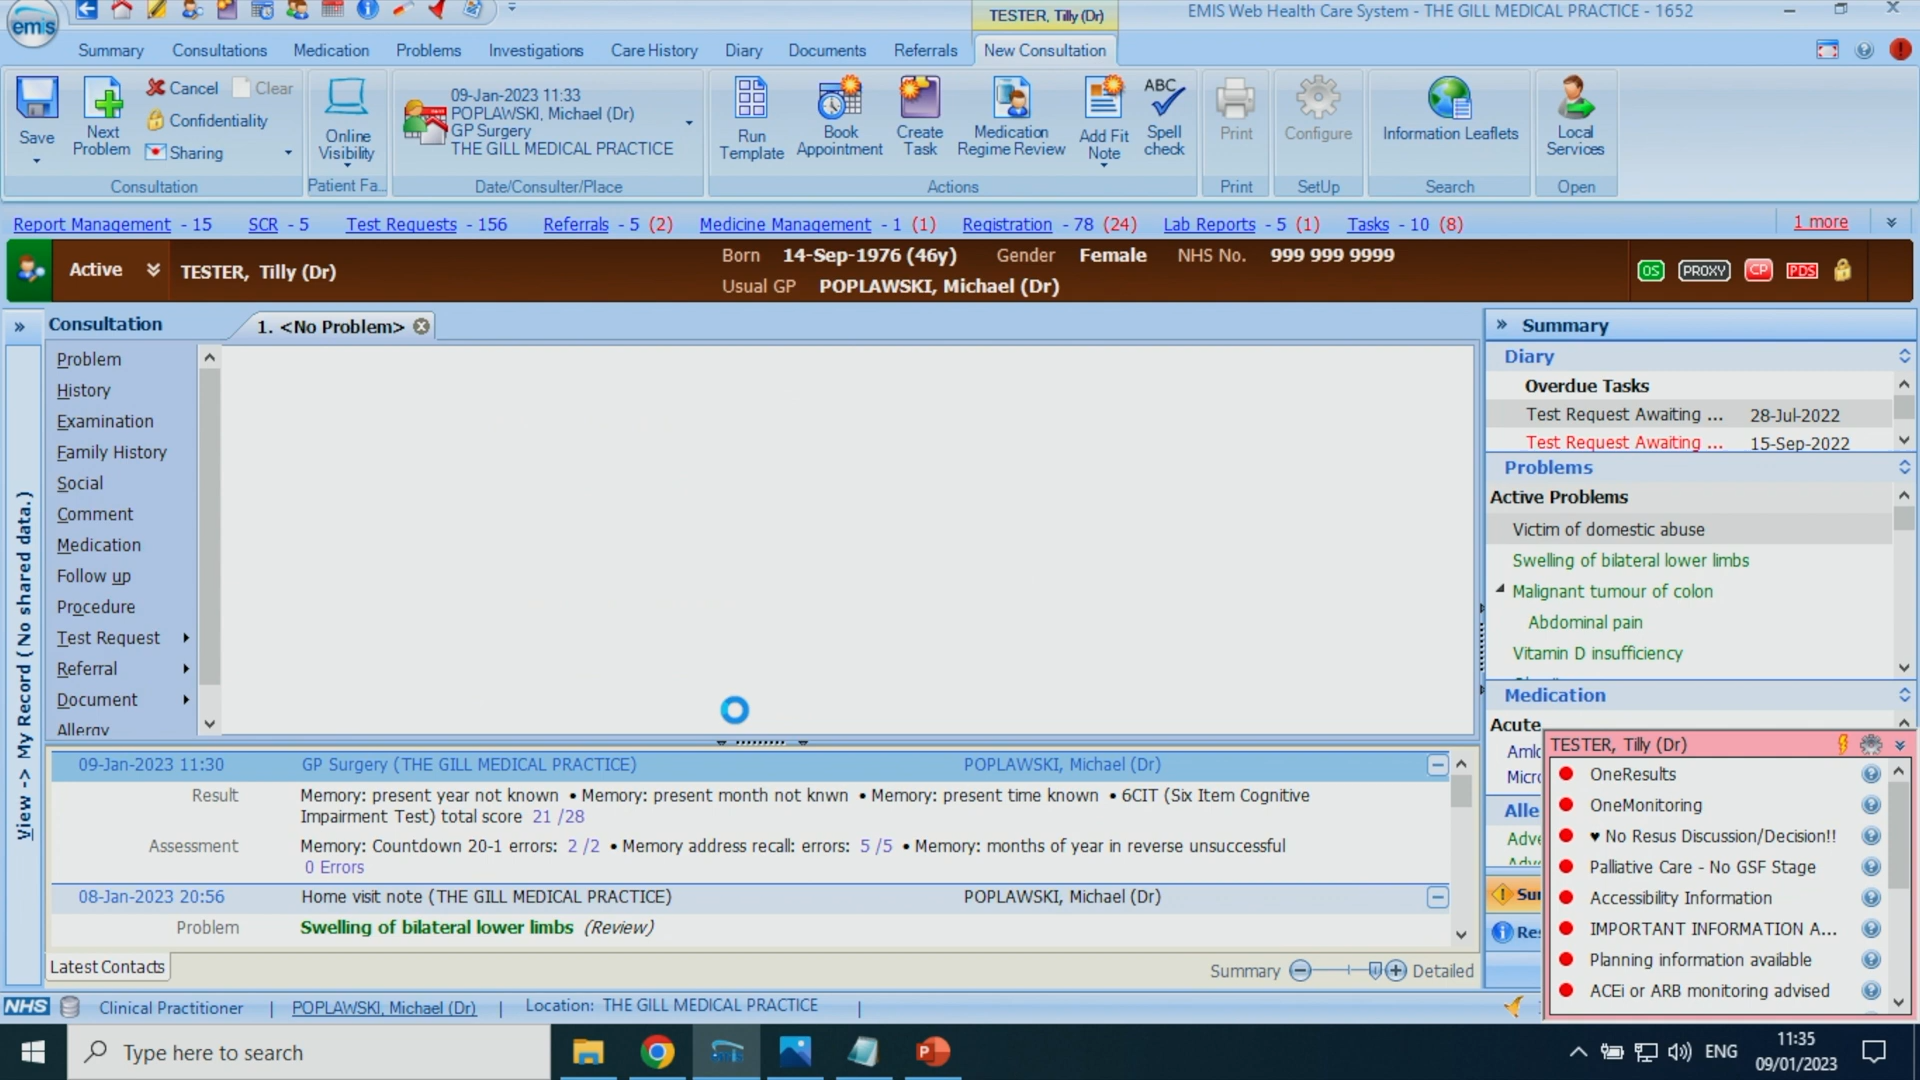 emis
TESTER, Tilly (Dr)
EMIS Web Health Care System - THE GILL MEDICAL PRACTICE - 1652
Summary Consultations Medication Problems Investigations Care History Diary Documents Referrals New Consultation
Save
Next Problem
Cancel Clear
Confidentiality
Sharing
Consultation
Online Visibility
Patient Fa...
09-Jan-2023 11:33
POPLAWSKI, Michael (Dr)
GP Surgery
THE GILL MEDICAL PRACTICE
Date/Consulter/Place
Run Template
Book Appointment
Create Task
Medication Regime Review
Add Fit Note
ABC
Spell check
Actions
Print
Print
Configure
SetUp
Information Leaflets
Search
Local Services
Open
Report Management - 15 SCR - 5 Test Requests - 156 Referrals - 5 (2) Medicine Management - 1 (1) Registration - 78 (24) Lab Reports - 5 (1) Tasks - 10 (8) 1 more
Active TESTER, Tilly (Dr)
Born 14-Sep-1976 (46y) Gender Female NHS No. 999 999 9999
Usual GP POPLAWSKI, Michael (Dr)
OS PROXY CP PDS
View -> My Record ( No shared data.)
Consultation
1. <No Problem>
Problem
History
Examination
Family History
Social
Comment
Medication
Follow up
Procedure
Test Request
Referral
Document
Allergy
09-Jan-2023 11:30 GP Surgery (THE GILL MEDICAL PRACTICE) POPLAWSKI, Michael (Dr)
Result Memory: present year not known • Memory: present month not knwn • Memory: present time known • 6CIT (Six Item Cognitive
Impairment Test) total score 21 /28
Assessment Memory: Countdown 20-1 errors: 2 /2 • Memory address recall: errors: 5 /5 • Memory: months of year in reverse unsuccessful
0 Errors
08-Jan-2023 20:56 Home visit note (THE GILL MEDICAL PRACTICE) POPLAWSKI, Michael (Dr)
Problem Swelling of bilateral lower limbs (Review)
Latest Contacts
Summary Detailed
Summary
Diary
Overdue Tasks
Test Request Awaiting ... 28-Jul-2022
Test Request Awaiting ... 15-Sep-2022
Problems
Active Problems
Victim of domestic abuse
Swelling of bilateral lower limbs
Malignant tumour of colon
Abdominal pain
Vitamin D insufficiency
Medication
Acute
Amlo
Micro
Alle
Adve
Sur
Res
TESTER, Tilly (Dr)
OneResults
OneMonitoring
♥ No Resus Discussion/Decision!!
Palliative Care - No GSF Stage
Accessibility Information
IMPORTANT INFORMATION A...
Planning information available
ACEi or ARB monitoring advised
NHS Clinical Practitioner | POPLAWSKI, Michael (Dr) | Location: THE GILL MEDICAL PRACTICE |
Type here to search
ENG
11:35
09/01/2023